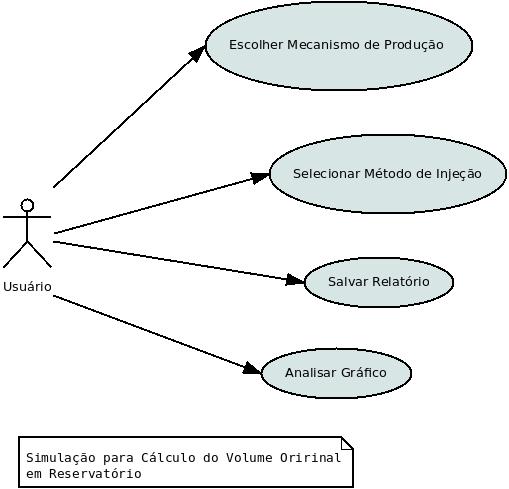 Escolher Mecanismo de Produção
Selecionar Método de Injeção
Usuário
Salvar Relatório
Analisar Gráfico
Simulação para Cálculo do Volume Oririnal
em Reservatório